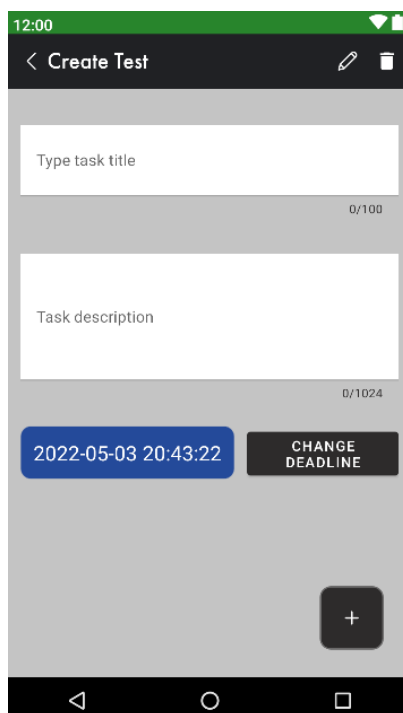 12:00
Create Test
Type task title
0/100
Task description
0/1024
2022-05-03 20:43:22
CHANGE
DEADLINE
+